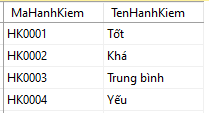 MaHanhKiem TenHanhKiem
HK0001 Tốt
HK0002 Khá
HK0003 Trung bình
HK0004 Yếu